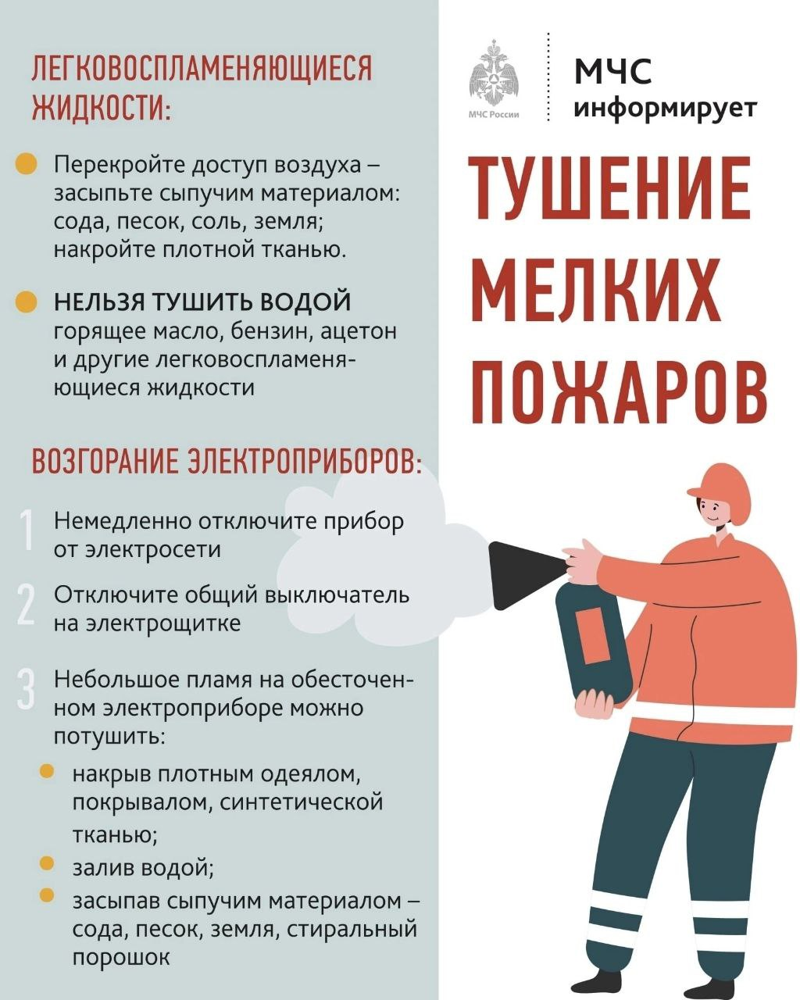 ЛЕГКОВОСПЛАМЕНЯЮЩИЕСЯ
ЖИДКОСТИ:
Перекройте доступ воздуха –
засыпьте сыпучим материалом:
сода, песок, соль, земля;
накройте плотной тканью.
НЕЛЬЗЯ ТУШИТЬ ВОДОЙ
горящее масло, бензин, ацетон
и другие легковоспламеня-
ющиеся жидкости
ВОЗГОРАНИЕ ЭЛЕКТРОПРИБОРОВ:
1 Немедленно отключите прибор
от электросети
2 Отключите общий выключатель
на электрощитке
3 Небольшое пламя на обесточен-
ном электроприборе можно
потушить:
накрыв плотным одеялом,
покрывалом, синтетической
тканью;
залив водой;
засыпав сыпучим материалом –
сода, песок, земля, стиральный
порошок
МЧС России
МЧС
информирует
ТУШЕНИЕ
МЕЛКИХ
ПОЖАРОВ